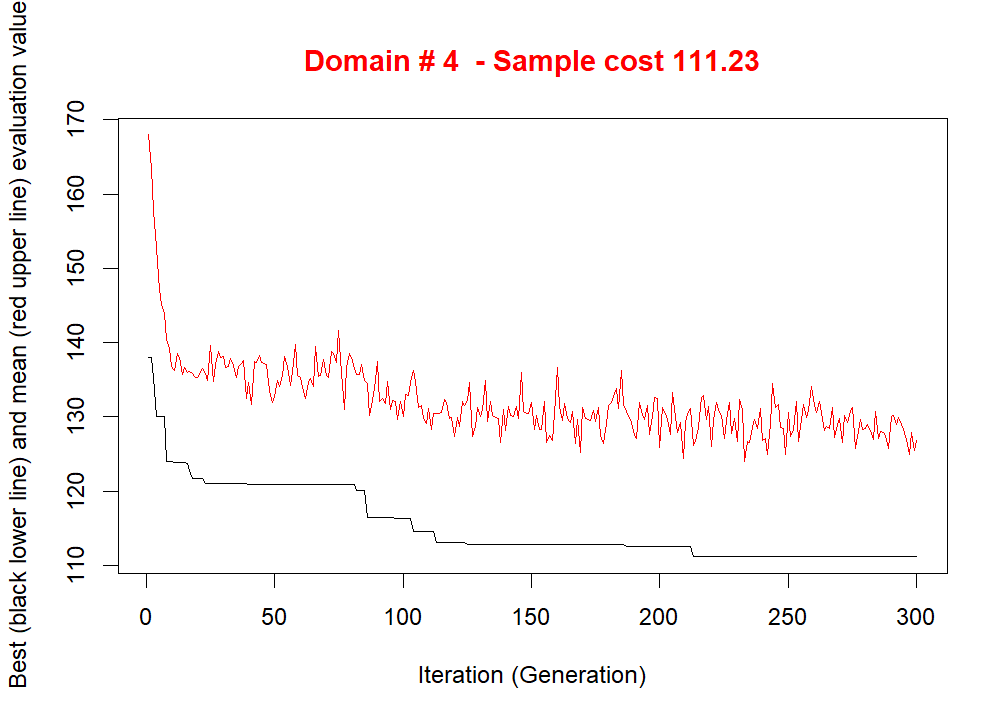 Domain # 4  - Sample cost 111.23
Best (black lower line) and mean (red upper line) evaluation value
170
160
150
140
130
120
110
0 50 100 150 200 250 300
Iteration (Generation)